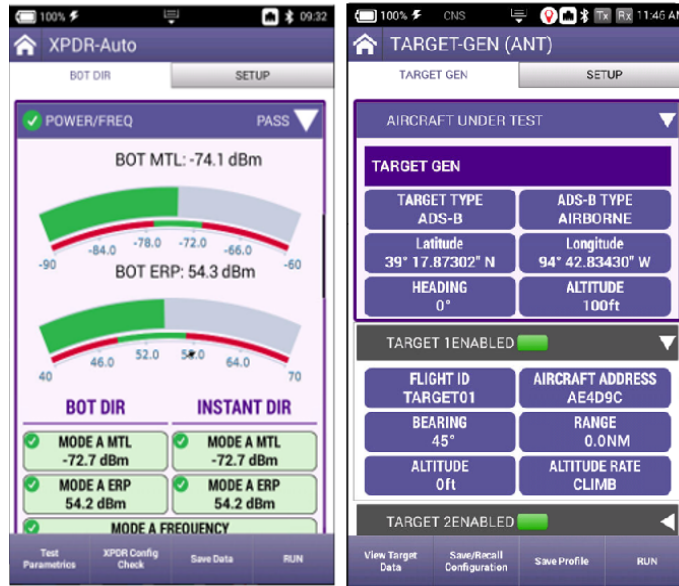 100%
09:32
XPDR-Auto
BOT DIR
SETUP
POWER/FREQ
PASS
BOT MTL: -74.1 dBm
-90
-84.0
-78.0
-72.0
-66.0
-60
BOT ERP: 54.3 dBm
40
46.0
52.0
58.0
64.0
70
BOT DIR
INSTANT DIR
MODE A MTL
-72.7 dBm
MODE A MTL
-72.7 dBm
MODE A ERP
54.2 dBm
MODE A ERP
54.2 dBm
MODE A FREQUENCY
Test
Parametrics
XPDR Config
Check
Save Data
RUN
100%
CNS
Tx
Rx
11:46 AM
TARGET-GEN (ANT)
TARGET GEN
SETUP
AIRCRAFT UNDER TEST
TARGET GEN
TARGET TYPE
ADS-B
ADS-B TYPE
AIRBORNE
Latitude
39° 17.87302" N
Longitude
94° 42.83430" W
HEADING
0°
ALTITUDE
100ft
TARGET 1ENABLED
FLIGHT ID
TARGET01
AIRCRAFT ADDRESS
AE4D9C
BEARING
45°
RANGE
0.0NM
ALTITUDE
0ft
ALTITUDE RATE
CLIMB
TARGET 2ENABLED
View Target
Data
Save/Recall
Configuration
Save Profile
RUN